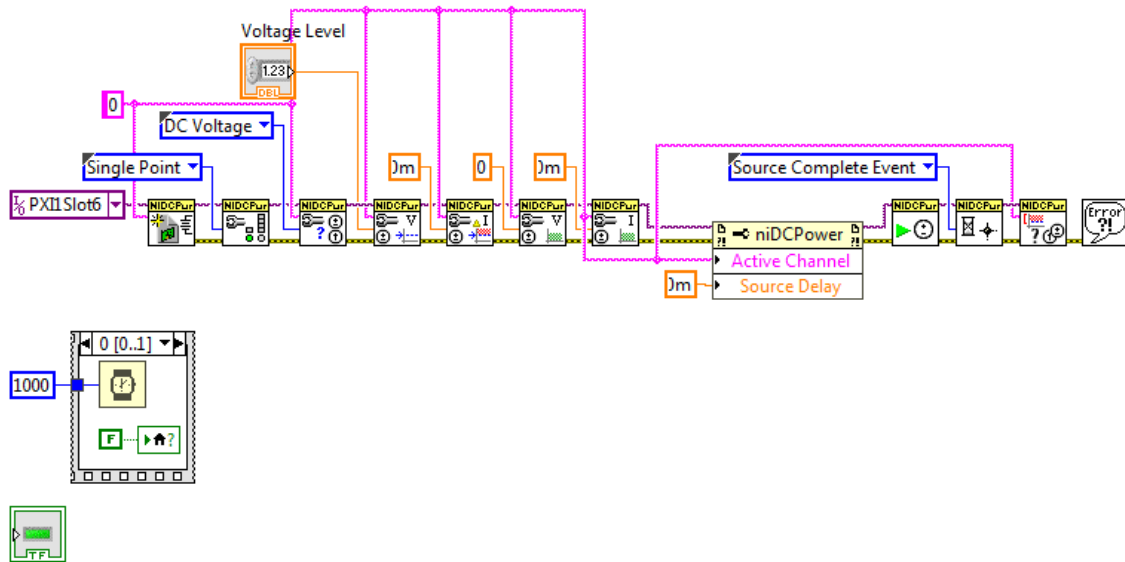 Voltage Level
1.23
DBL
0
DC Voltage
Single Point
0m
0
0m
Source Complete Event
I/O PXI1Slot6
NIDCPwr
NIDCPwr
NIDCPwr
? 
NIDCPwr
V
NIDCPwr
I
NIDCPwr
V
NIDCPwr
I
NIDCPwr
NIDCPwr
NIDCPwr
?
Error
?!
?! niDCPower ?!
Active Channel
0m Source Delay
0 [0..1]
1000
F ?
TF